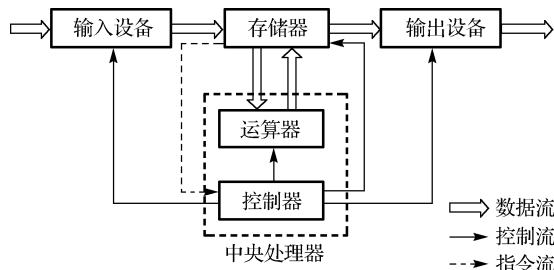 输入设备
存储器
输出设备
运算器
控制器
中央处理器
数据流
控制流
指令流